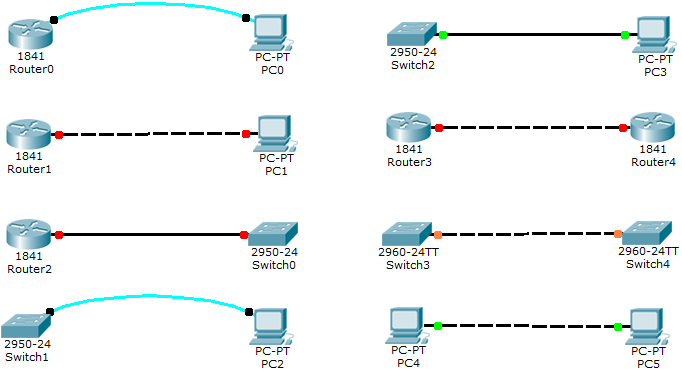 1841
Router0
PC-PT
PC0
2950-24
Switch2
PC-PT
PC3
1841
Router1
PC-PT
PC1
1841
Router3
1841
Router4
1841
Router2
2950-24
Switch0
2960-24TT
Switch3
2960-24TT
Switch4
2950-24
Switch1
PC-PT
PC2
PC-PT
PC4
PC-PT
PC5